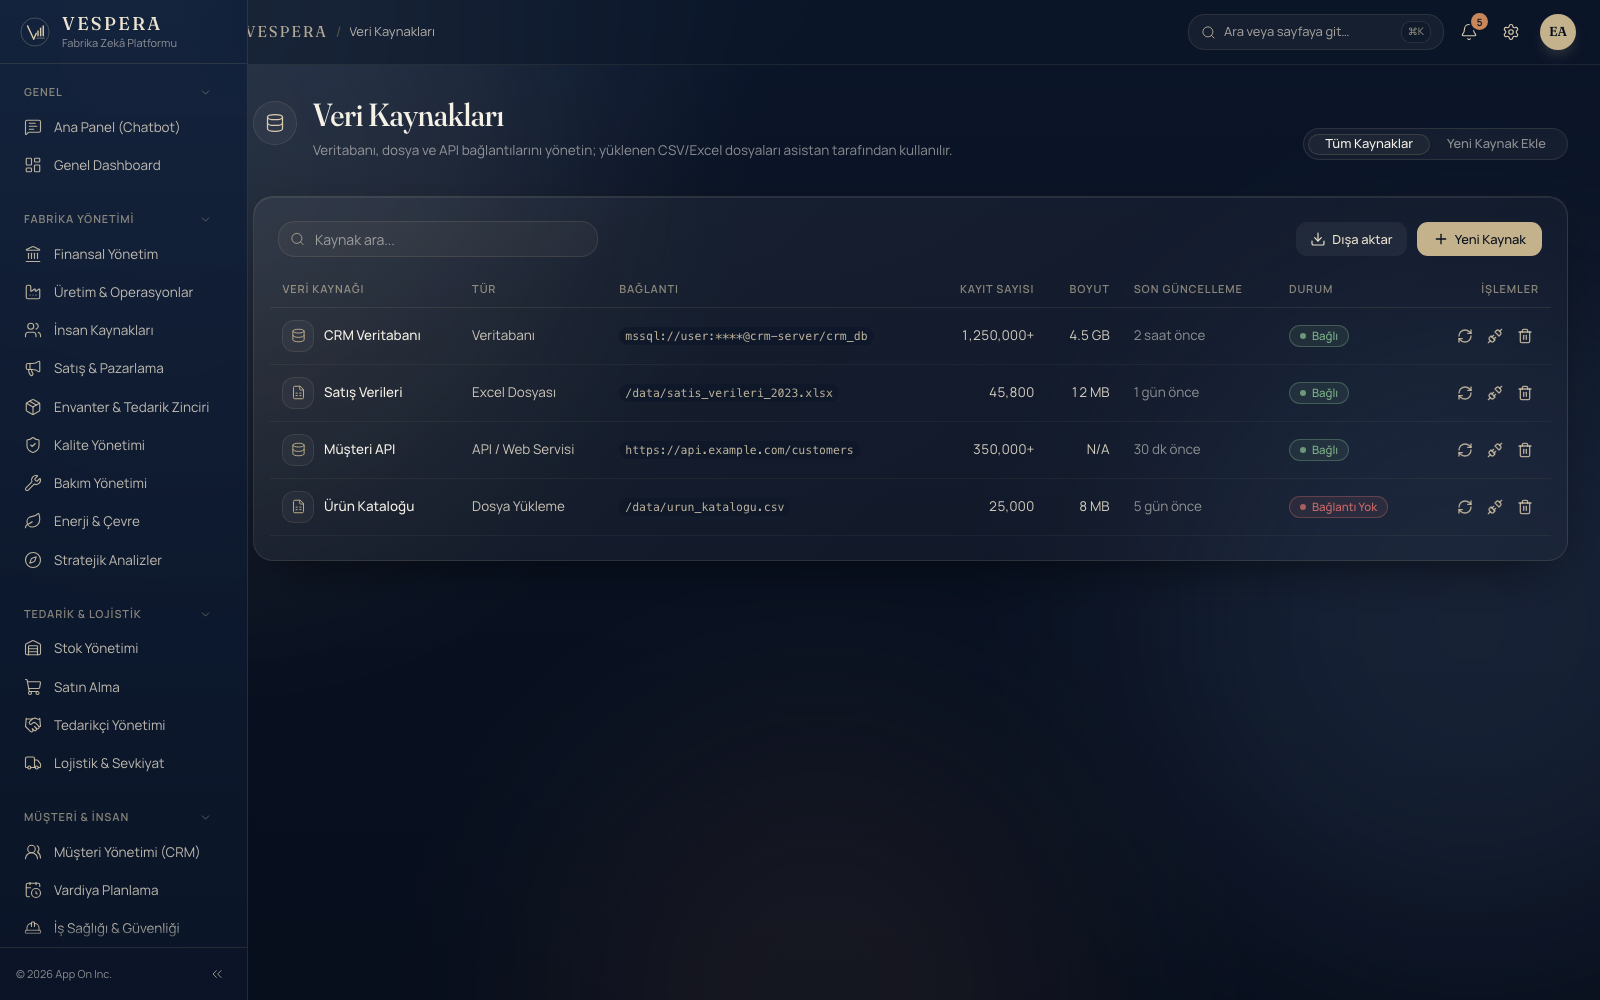 VESPERA
Fabrika Zekâ Platformu
GENEL
Ana Panel (Chatbot)
Genel Dashboard
FABRİKA YÖNETİMİ
Finansal Yönetim
Üretim & Operasyonlar
İnsan Kaynakları
Satış & Pazarlama
Envanter & Tedarik Zinciri
Kalite Yönetimi
Bakım Yönetimi
Enerji & Çevre
Stratejik Analizler
TEDARİK & LOJİSTİK
Stok Yönetimi
Satın Alma
Tedarikçi Yönetimi
Lojistik & Sevkiyat
MÜŞTERİ & İNSAN
Müşteri Yönetimi (CRM)
Vardiya Planlama
İş Sağlığı & Güvenliği
© 2026 App On Inc.
VESPERA / Veri Kaynakları
Ara veya sayfaya git... ⌘K
5
EA
Veri Kaynakları
Veritabanı, dosya ve API bağlantılarını yönetin; yüklenen CSV/Excel dosyaları asistan tarafından kullanılır.
Tüm Kaynaklar Yeni Kaynak Ekle
Kaynak ara...
Dışa aktar
Yeni Kaynak
VERİ KAYNAĞI TÜR BAĞLANTI KAYIT SAYISI BOYUT SON GÜNCELLEME DURUM İŞLEMLER
CRM Veritabanı Veritabanı mssql://user:****@crm-server/crm_db 1,250,000+ 4.5 GB 2 saat önce Bağlı
Satış Verileri Excel Dosyası /data/satis_verileri_2023.xlsx 45,800 12 MB 1 gün önce Bağlı
Müşteri API API / Web Servisi https://api.example.com/customers 350,000+ N/A 30 dk önce Bağlı
Ürün Kataloğu Dosya Yükleme /data/urun_katalogu.csv 25,000 8 MB 5 gün önce Bağlantı Yok